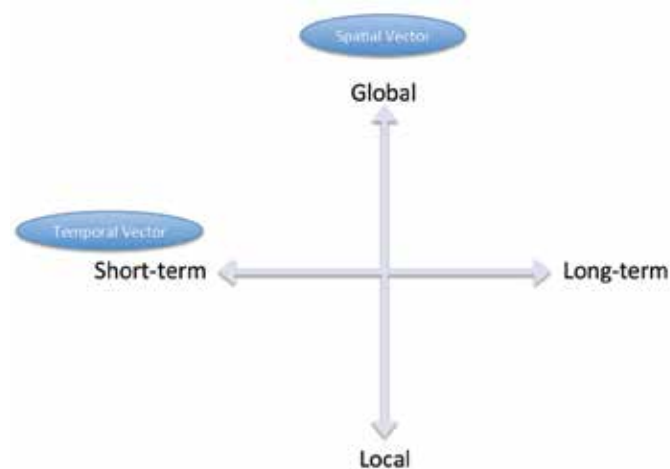 Spatial Vector
Global
Temporal Vector
Short-term
Long-term
Local